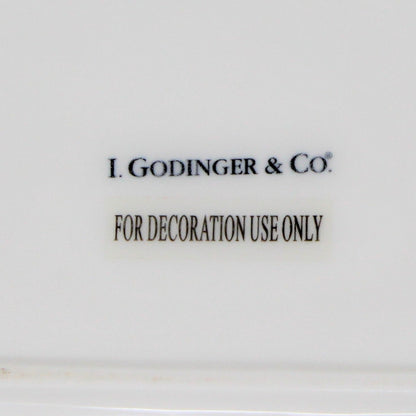 I. GODINGER & CO.®
FOR DECORATION USE ONLY